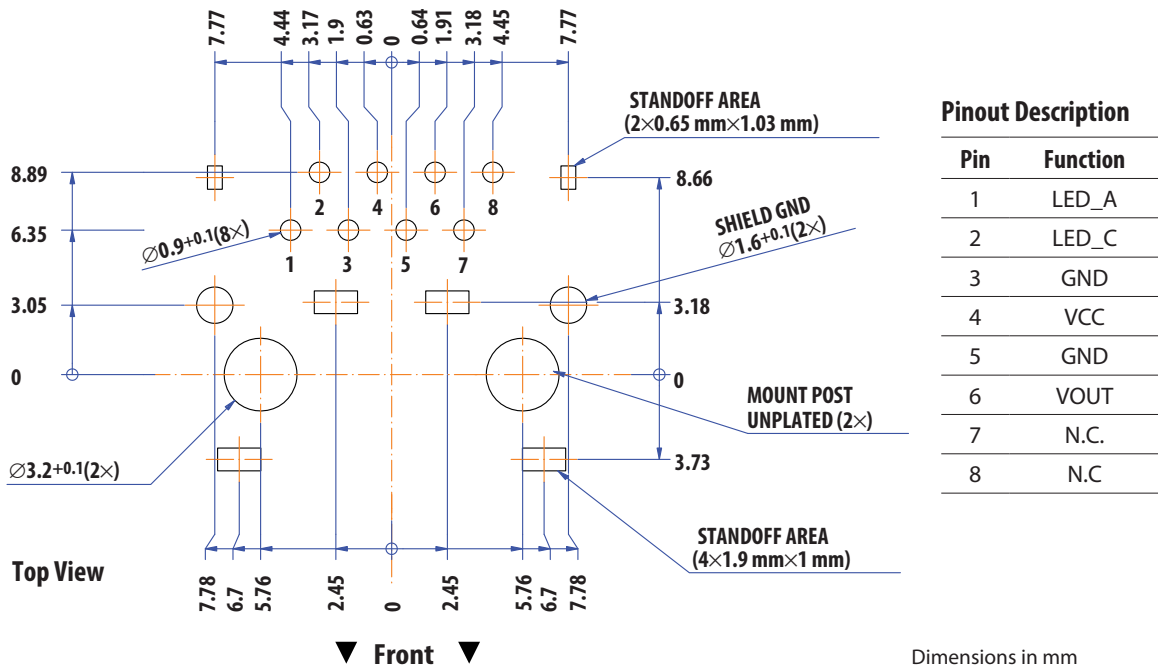 7.77
4.44
3.17
1.9
0.63
0
0.64
1.91
3.18
4.45
7.77
STANDOFF AREA
(2×0.65 mm×1.03 mm)
8.89
8.66
2
4
6
8
6.35
SHIELD GND
∅1.6+0.1(2×)
∅0.9+0.1(8×)
1
3
5
7
3.05
3.18
0
0
MOUNT POST
UNPLATED (2×)
∅3.2+0.1(2×)
3.73
STANDOFF AREA
(4×1.9 mm×1 mm)
Top View
7.78
6.7
5.76
2.45
0
2.45
5.76
6.7
7.78
▼ Front ▼
Pinout Description
Pin Function
1 LED_A
2 LED_C
3 GND
4 VCC
5 GND
6 VOUT
7 N.C.
8 N.C
Dimensions in mm